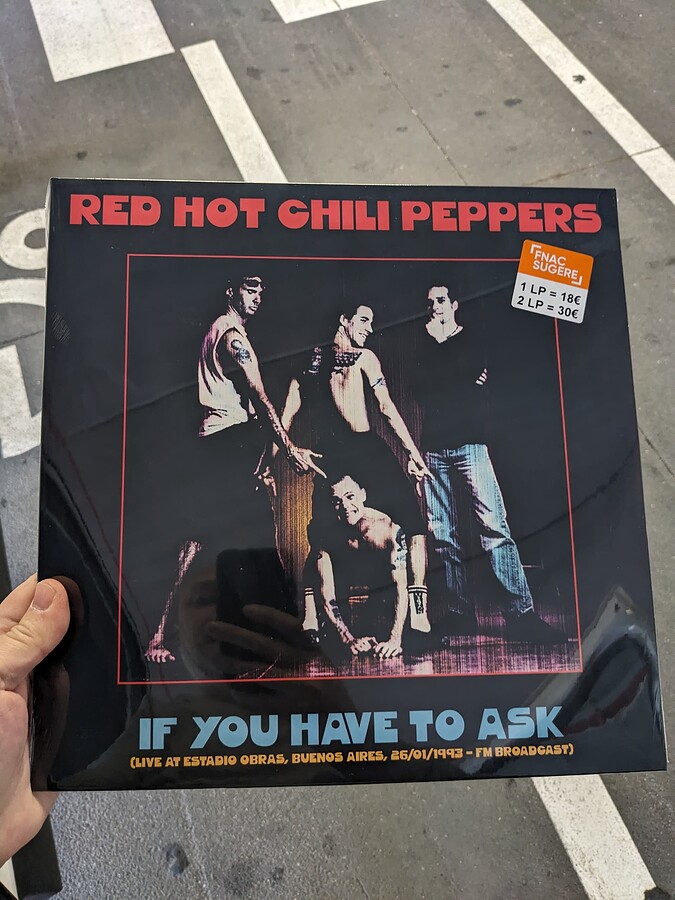 RED HOT CHILI PEPPERS
FNAC
SUGERE
1 LP = 18€
2 LP = 30€
IF YOU HAVE TO ASK
(LIVE AT ESTADIO OBRAS, BUENOS AIRES, 26/01/1993 - FM BROADCAST)